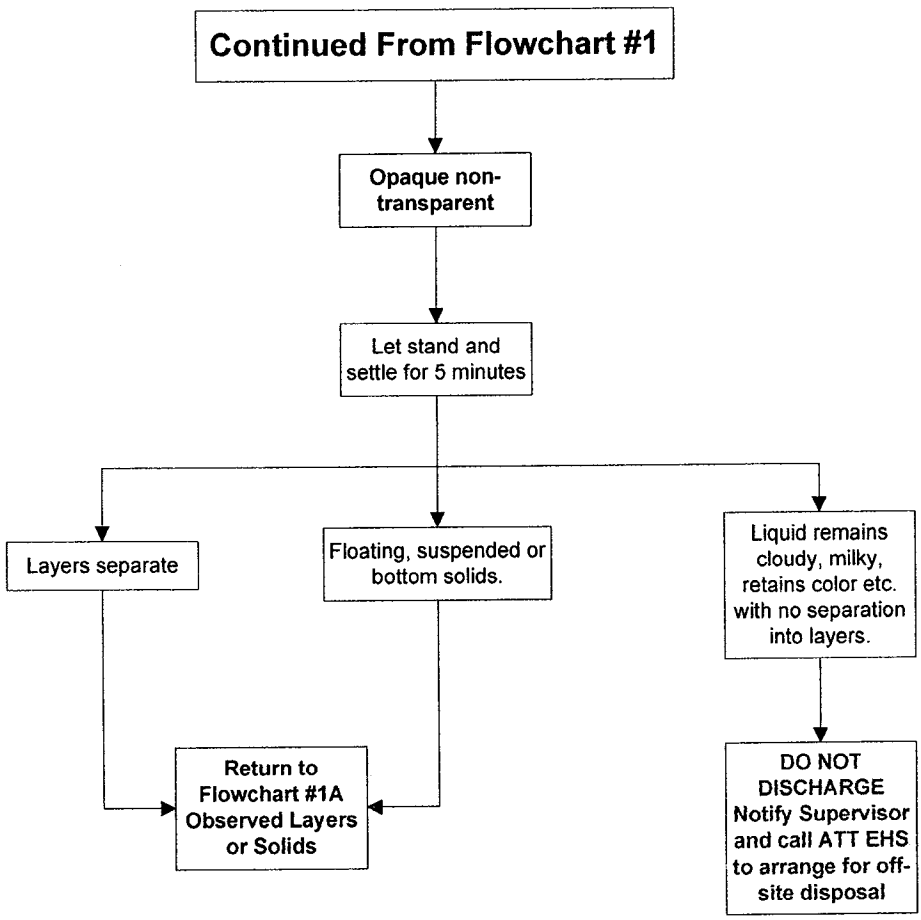 Continued From Flowchart #1
Opaque non-
transparent
Let stand and
settle for 5 minutes
Layers separate
Floating, suspended or
bottom solids.
Liquid remains
cloudy, milky,
retains color etc.
with no separation
into layers.
Return to
Flowchart #1A
Observed Layers
or Solids
DO NOT
DISCHARGE
Notify Supervisor
and call ATT EHS
to arrange for off-
site disposal